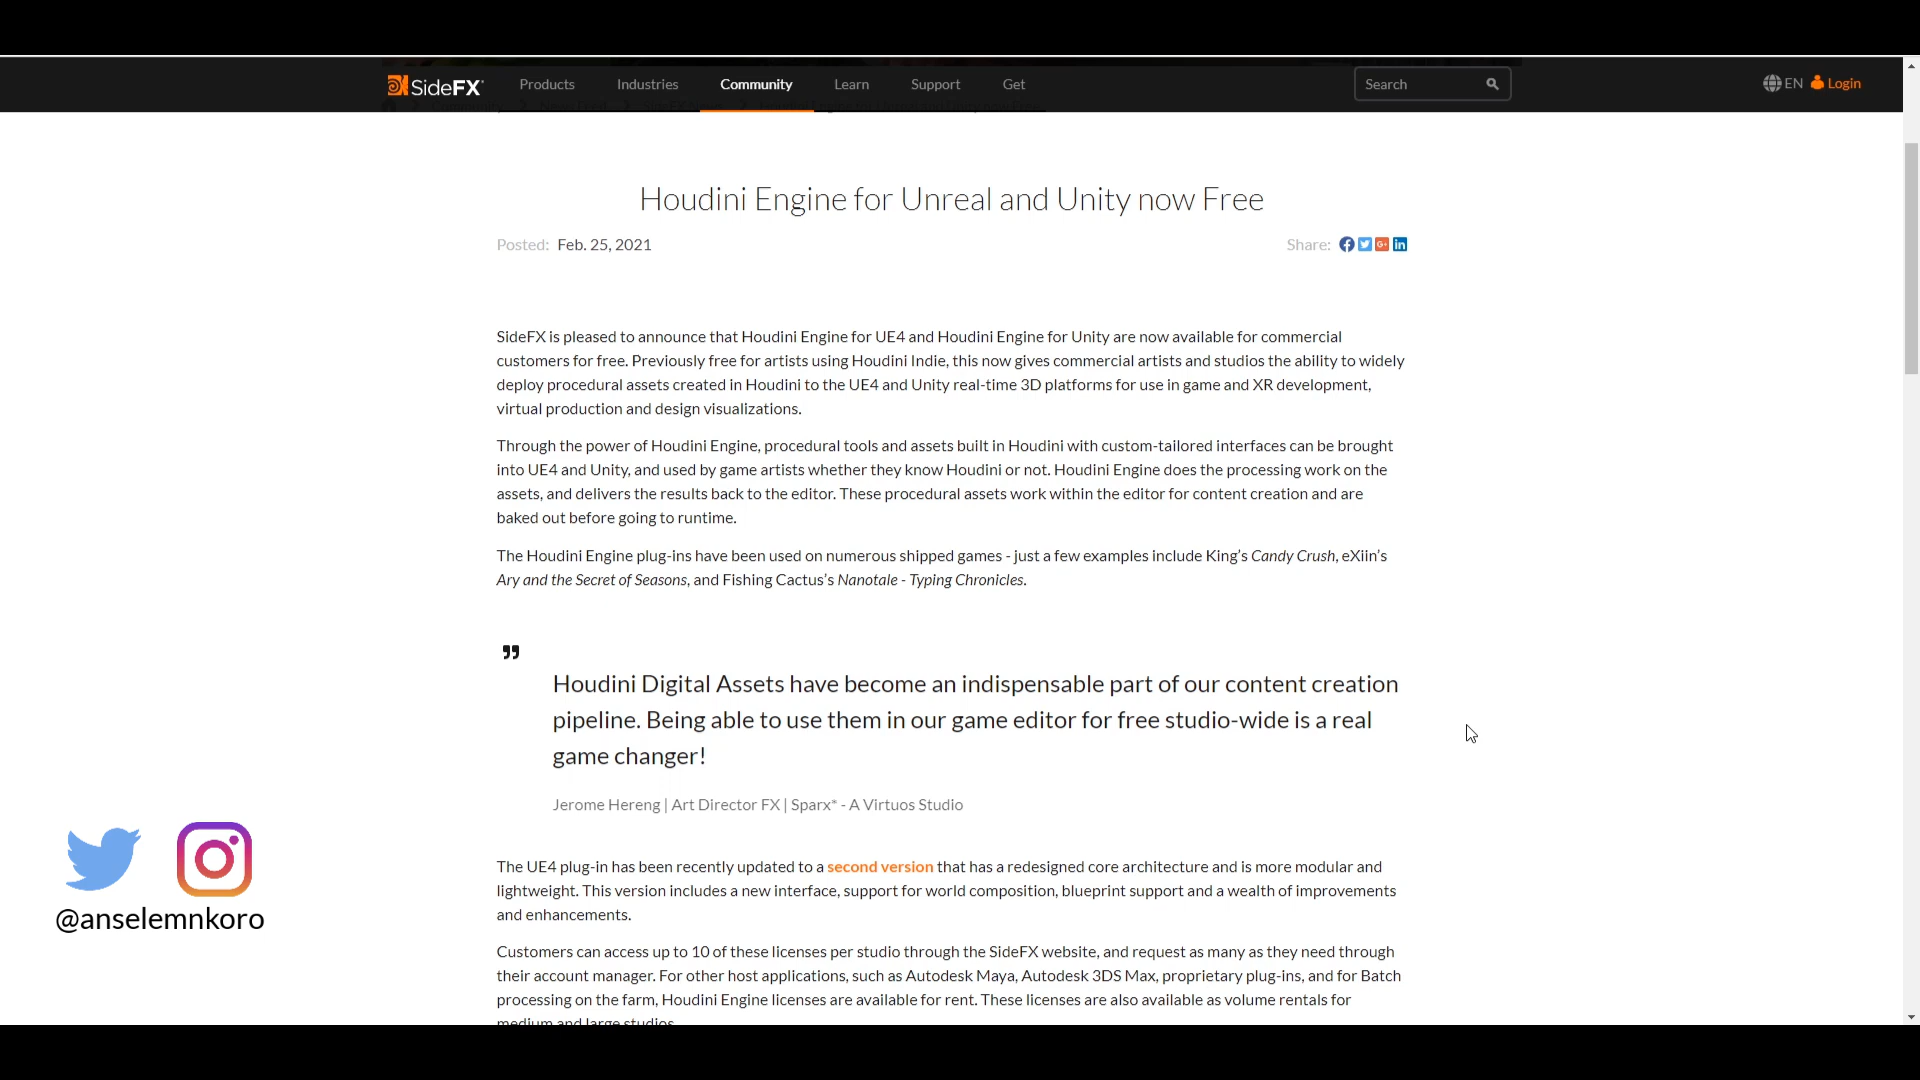 SideFX
Products
Industries
Community
Learn
Support
Get
Search
EN
Login
Houdini Engine for Unreal and Unity now Free
Posted: Feb. 25, 2021
Share:
SideFX is pleased to announce that Houdini Engine for UE4 and Houdini Engine for Unity are now available for commercial
customers for free. Previously free for artists using Houdini Indie, this now gives commercial artists and studios the ability to widely
deploy procedural assets created in Houdini to the UE4 and Unity real-time 3D platforms for use in game and XR development,
virtual production and design visualizations.
Through the power of Houdini Engine, procedural tools and assets built in Houdini with custom-tailored interfaces can be brought
into UE4 and Unity, and used by game artists whether they know Houdini or not. Houdini Engine does the processing work on the
assets, and delivers the results back to the editor. These procedural assets work within the editor for content creation and are
baked out before going to runtime.
The Houdini Engine plug-ins have been used on numerous shipped games - just a few examples include King's Candy Crush, eXiin's
Ary and the Secret of Seasons, and Fishing Cactus's Nanotale - Typing Chronicles.
”
Houdini Digital Assets have become an indispensable part of our content creation
pipeline. Being able to use them in our game editor for free studio-wide is a real
game changer!
Jerome Hereng | Art Director FX | Sparx* - A Virtuos Studio
The UE4 plug-in has been recently updated to a second version that has a redesigned core architecture and is more modular and
lightweight. This version includes a new interface, support for world composition, blueprint support and a wealth of improvements
and enhancements.
Customers can access up to 10 of these licenses per studio through the SideFX website, and request as many as they need through
their account manager. For other host applications, such as Autodesk Maya, Autodesk 3DS Max, proprietary plug-ins, and for Batch
processing on the farm, Houdini Engine licenses are available for rent. These licenses are also available as volume rentals for
medium and large studios.
@anselemnkoro